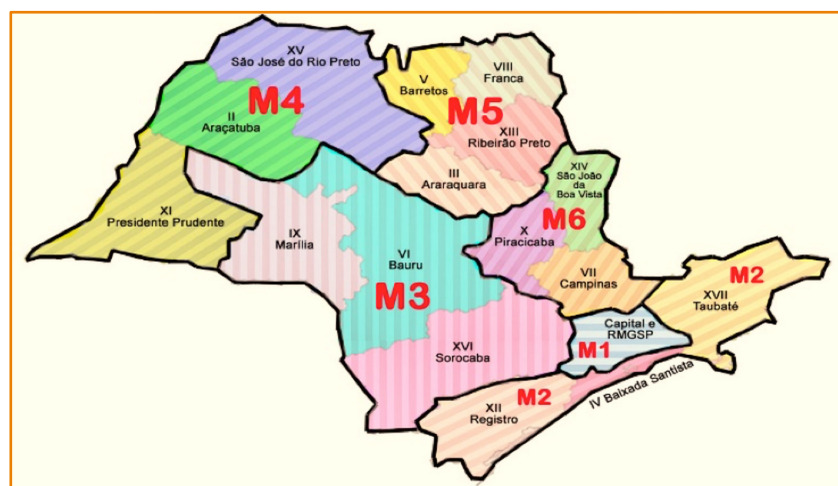 XV
São José do Rio Preto
V
Barretos
VIII
Franca
M4
M5
II
Araçatuba
XIII
Ribeirão Preto
III
Araraquara
XIV
São João
da
Boa Vista
XI
Presidente Prudente
IX
Marília
X
Piracicaba
M6
VI
Bauru
VII
Campinas
M2
XVII
Taubaté
M3
Capital e
RMGSP
M1
XVI
Sorocaba
IV Baixada Santista
M2
XII
Registro